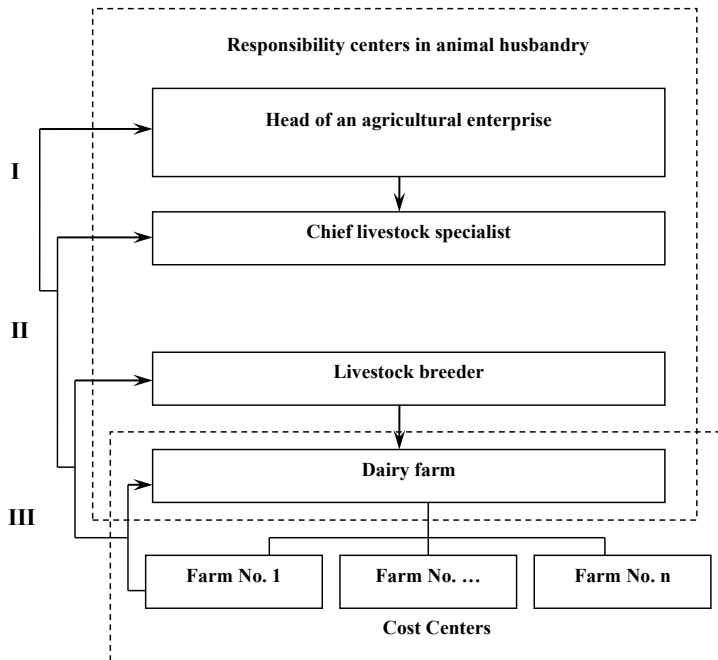 Responsibility centers in animal husbandry
Head of an agricultural enterprise
I
Chief livestock specialist
II
Livestock breeder
Dairy farm
III
Farm No. 1
Farm No. …
Farm No. n
Cost Centers